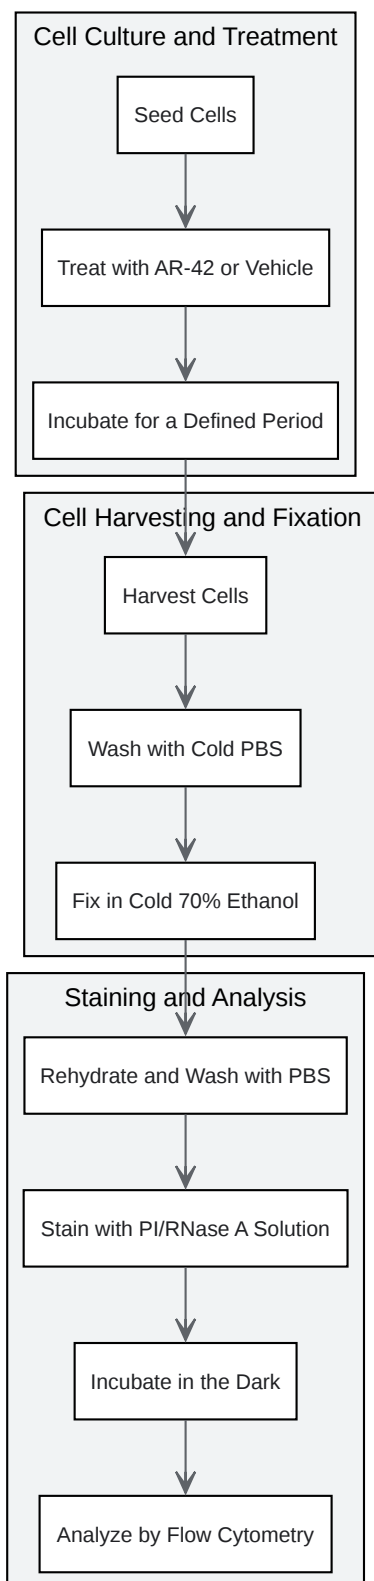 Cell Culture and Treatment
Seed Cells
Treat with AR-42 or Vehicle
Incubate for a Defined Period
Cell Harvesting and Fixation
Harvest Cells
Wash with Cold PBS
Fix in Cold 70% Ethanol
Staining and Analysis
Rehydrate and Wash with PBS
Stain with PI/RNase A Solution
Incubate in the Dark
Analyze by Flow Cytometry